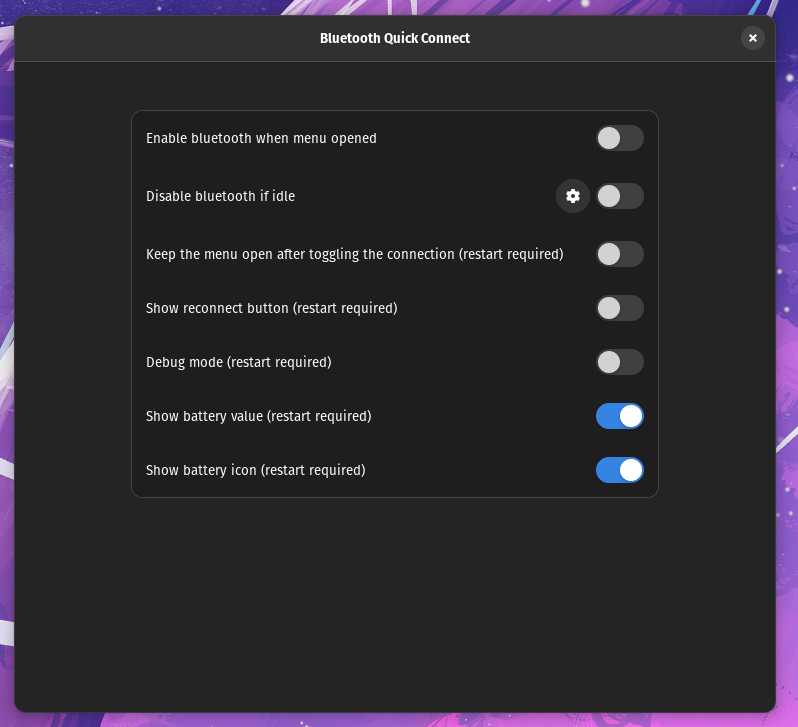 Bluetooth Quick Connect
Enable bluetooth when menu opened
Disable bluetooth if idle
Keep the menu open after toggling the connection (restart required)
Show reconnect button (restart required)
Debug mode (restart required)
Show battery value (restart required)
Show battery icon (restart required)